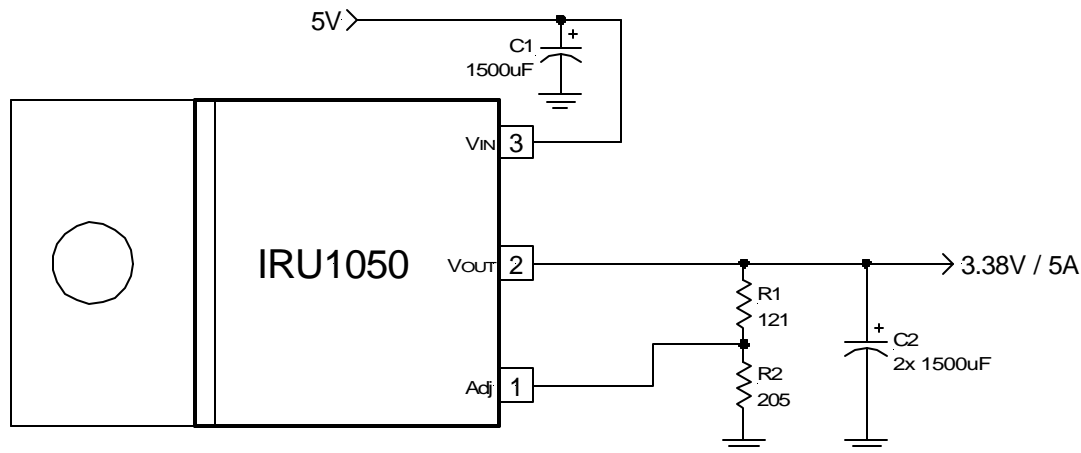 5V
C1
+
1500uF
VIN 3
IRU1050
VOUT 2
3.38V / 5A
R1
121
+
C2
2x 1500uF
Adj 1
R2
205